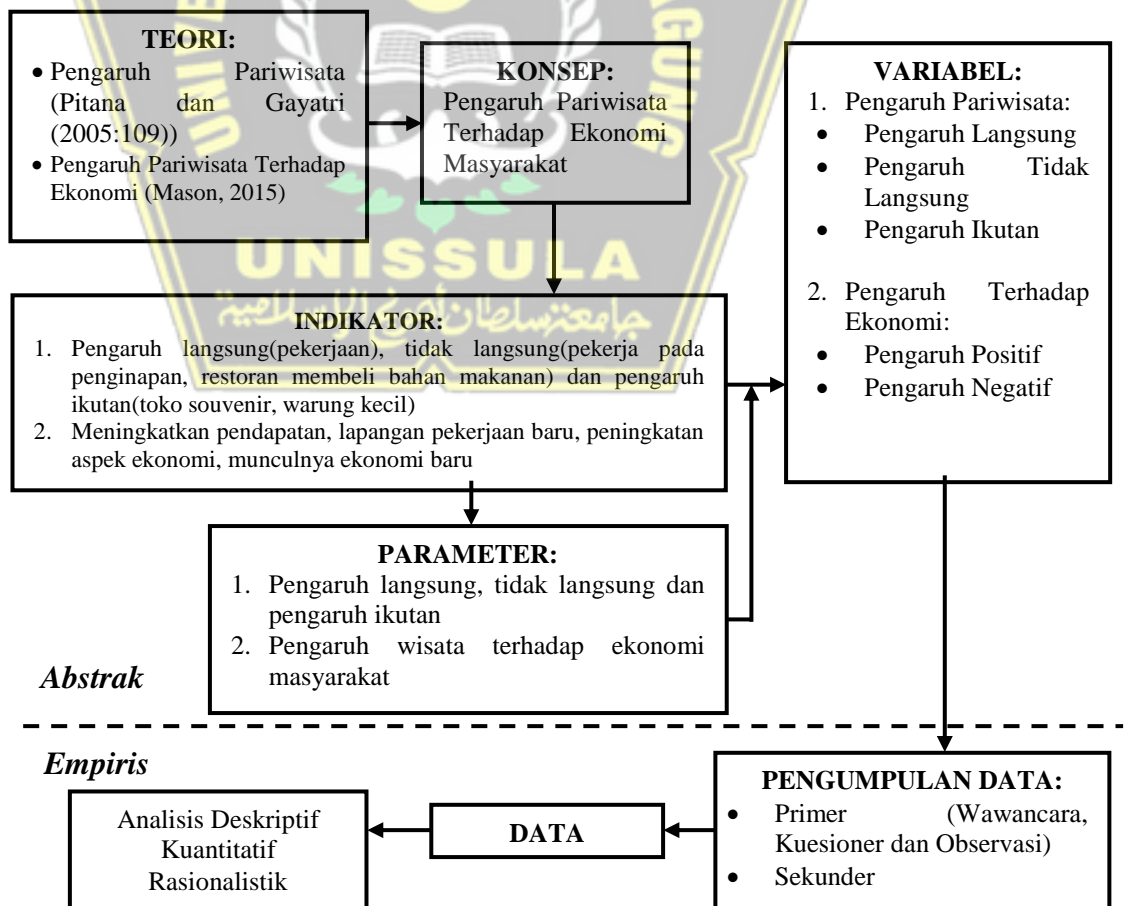 TEORI:
• Pengaruh Pariwisata
(Pitana dan Gayatri
(2005:109))
• Pengaruh Pariwisata Terhadap
Ekonomi (Mason, 2015)
KONSEP:
Pengaruh Pariwisata
Terhadap Ekonomi
Masyarakat
VARIABEL:
1. Pengaruh Pariwisata:
• Pengaruh Langsung
• Pengaruh Tidak
Langsung
• Pengaruh Ikutan
2. Pengaruh Terhadap
Ekonomi:
• Pengaruh Positif
• Pengaruh Negatif
UNISSULA
جامعة سلطان أجونج الإسلامية
INDIKATOR:
1. Pengaruh langsung(pekerjaan), tidak langsung(pekerja pada
penginapan, restoran membeli bahan makanan) dan pengaruh
ikutan(toko souvenir, warung kecil)
2. Meningkatkan pendapatan, lapangan pekerjaan baru, peningkatan
aspek ekonomi, munculnya ekonomi baru
PARAMETER:
1. Pengaruh langsung, tidak langsung dan
pengaruh ikutan
2. Pengaruh wisata terhadap ekonomi
masyarakat
Abstrak
Empiris
PENGUMPULAN DATA:
• Primer (Wawancara,
Kuesioner dan Observasi)
• Sekunder
DATA
Analisis Deskriptif
Kuantitatif
Rasionalistik